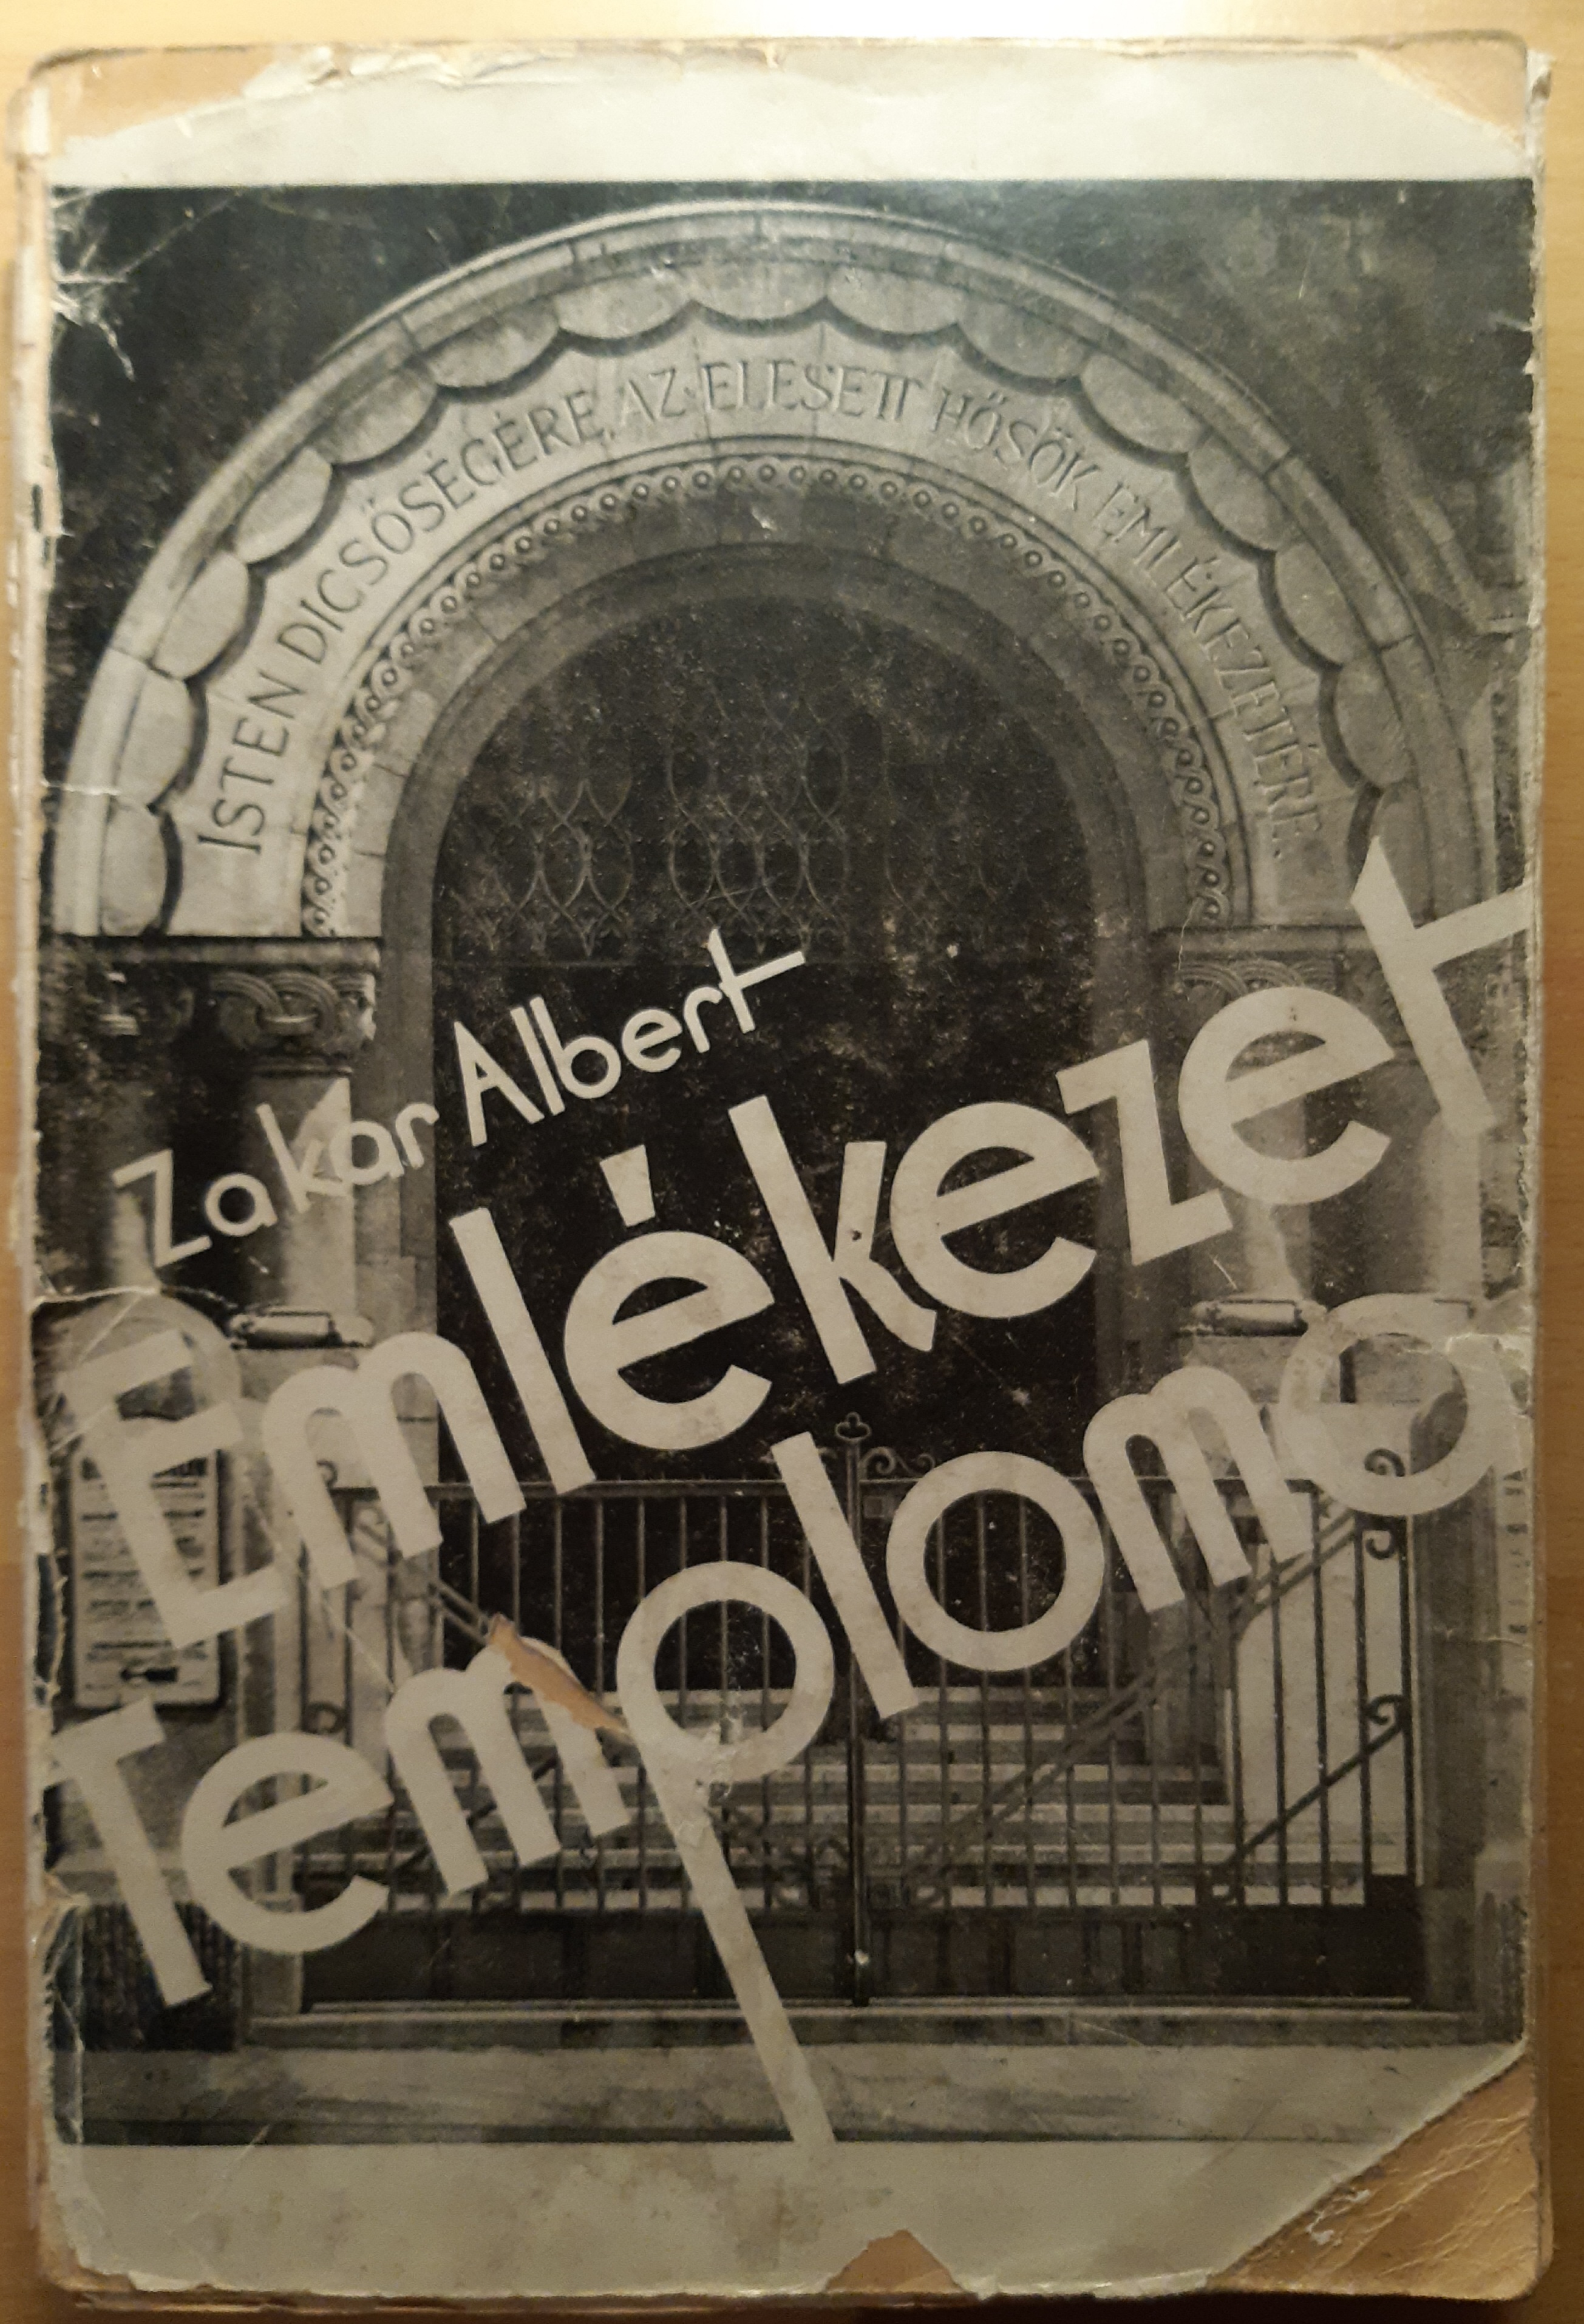 ISTEN DICSŐSÉGÉRE, AZ ELESETT HŐSÖK EMLÉKEZETÉRE.
Zakar Albert
Emlékezet
Temploma